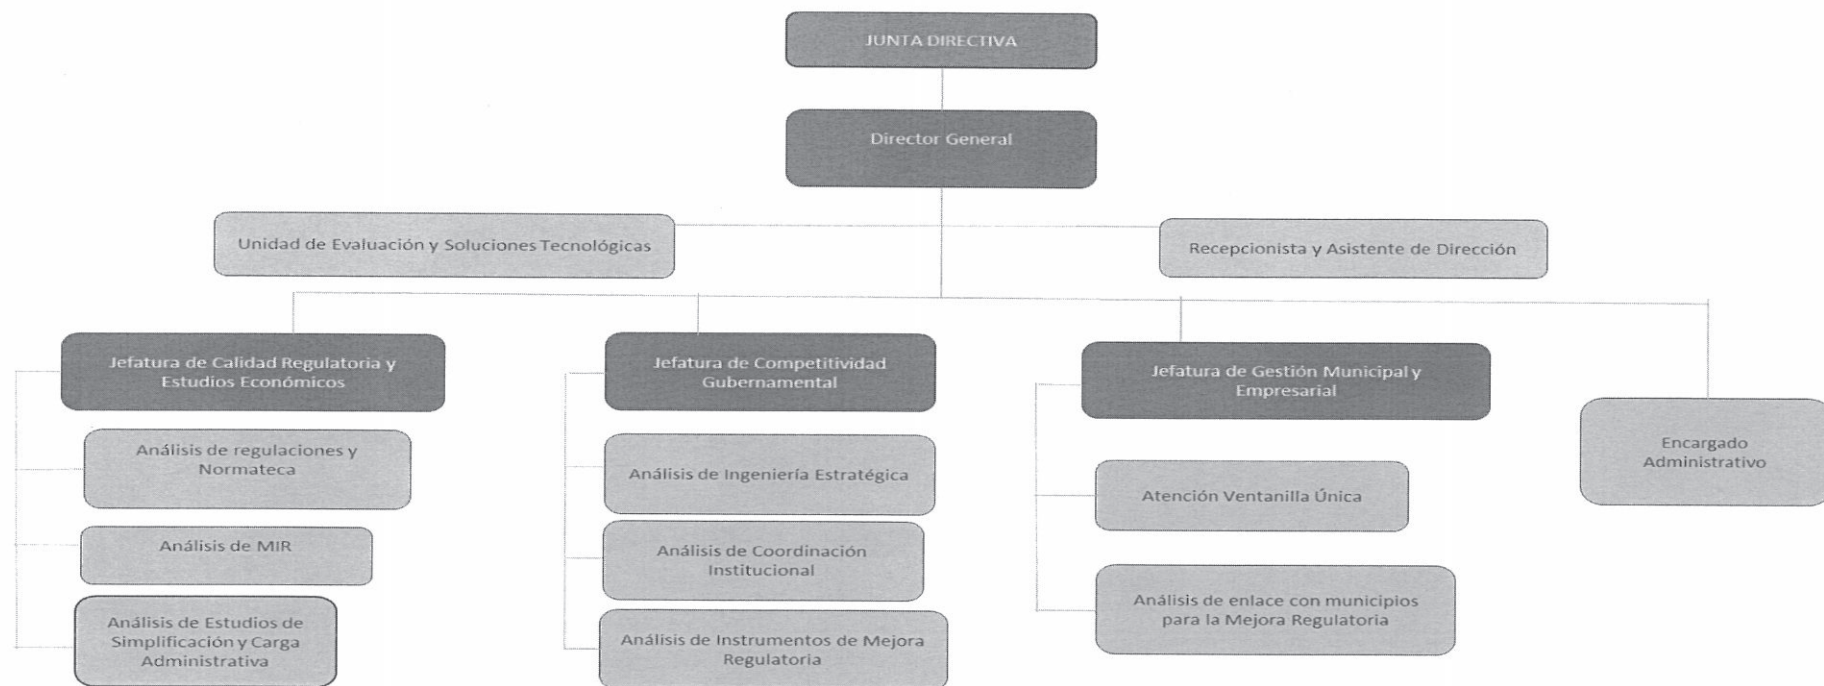 JUNTA DIRECTIVA
Director General
Unidad de Evaluación y Soluciones Tecnológicas
Recepcionista y Asistente de Dirección
Jefatura de Calidad Regulatoria y
Estudios Económicos
Jefatura de Competitividad
Gubernamental
Jefatura de Gestión Municipal y
Empresarial
Encargado
Administrativo
Análisis de regulaciones y
Normateca
Análisis de MIR
Análisis de Estudios de
Simplificación y Carga
Administrativa
Análisis de Ingeniería Estratégica
Análisis de Coordinación
Institucional
Análisis de Instrumentos de Mejora
Regulatoria
Atención Ventanilla Única
Análisis de enlace con municipios
para la Mejora Regulatoria